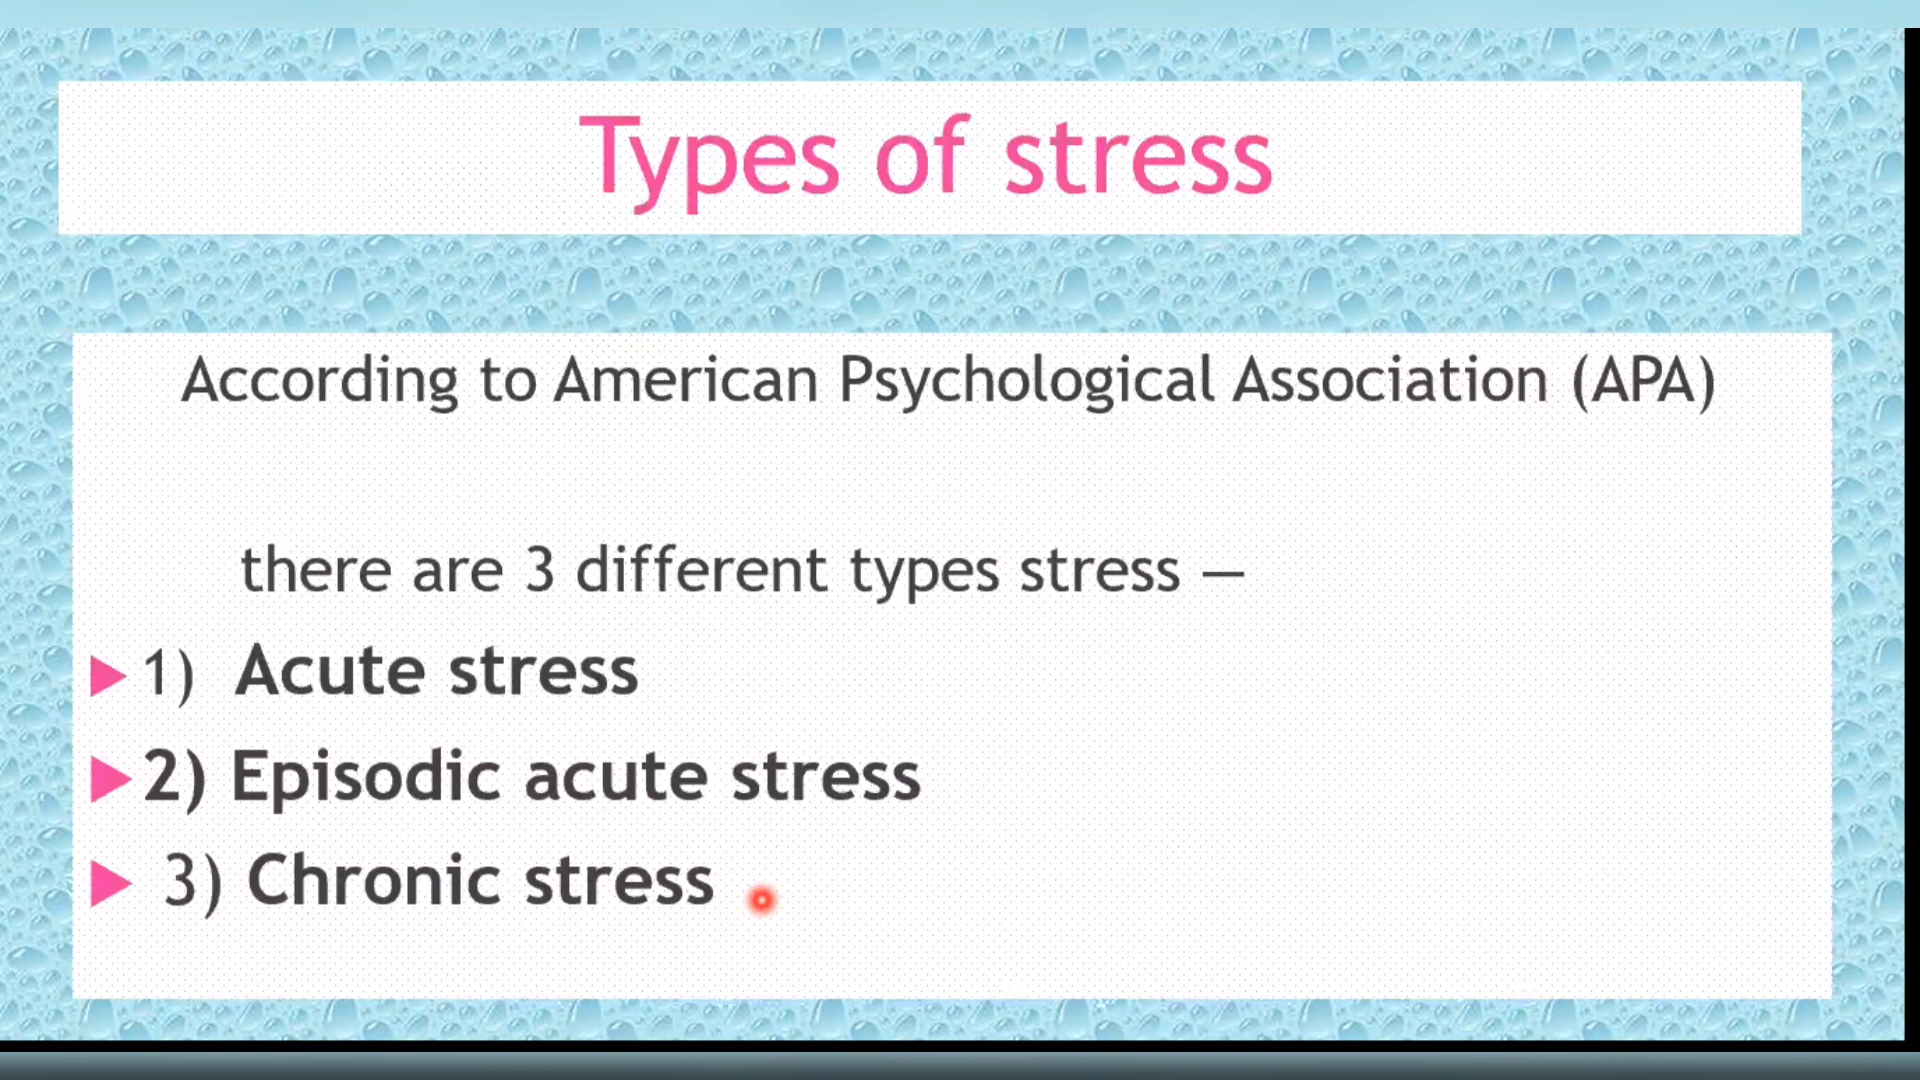 Types of stress
According to American Psychological Association (APA)
there are 3 different types stress —
1) Acute stress
2) Episodic acute stress
3) Chronic stress